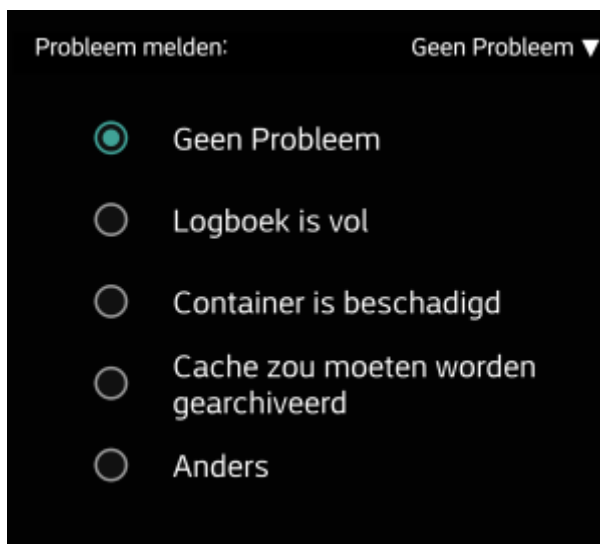 Probleem melden: Geen Probleem ▼
Geen Probleem
Logboek is vol
Container is beschadigd
Cache zou moeten worden
gearchiveerd
Anders